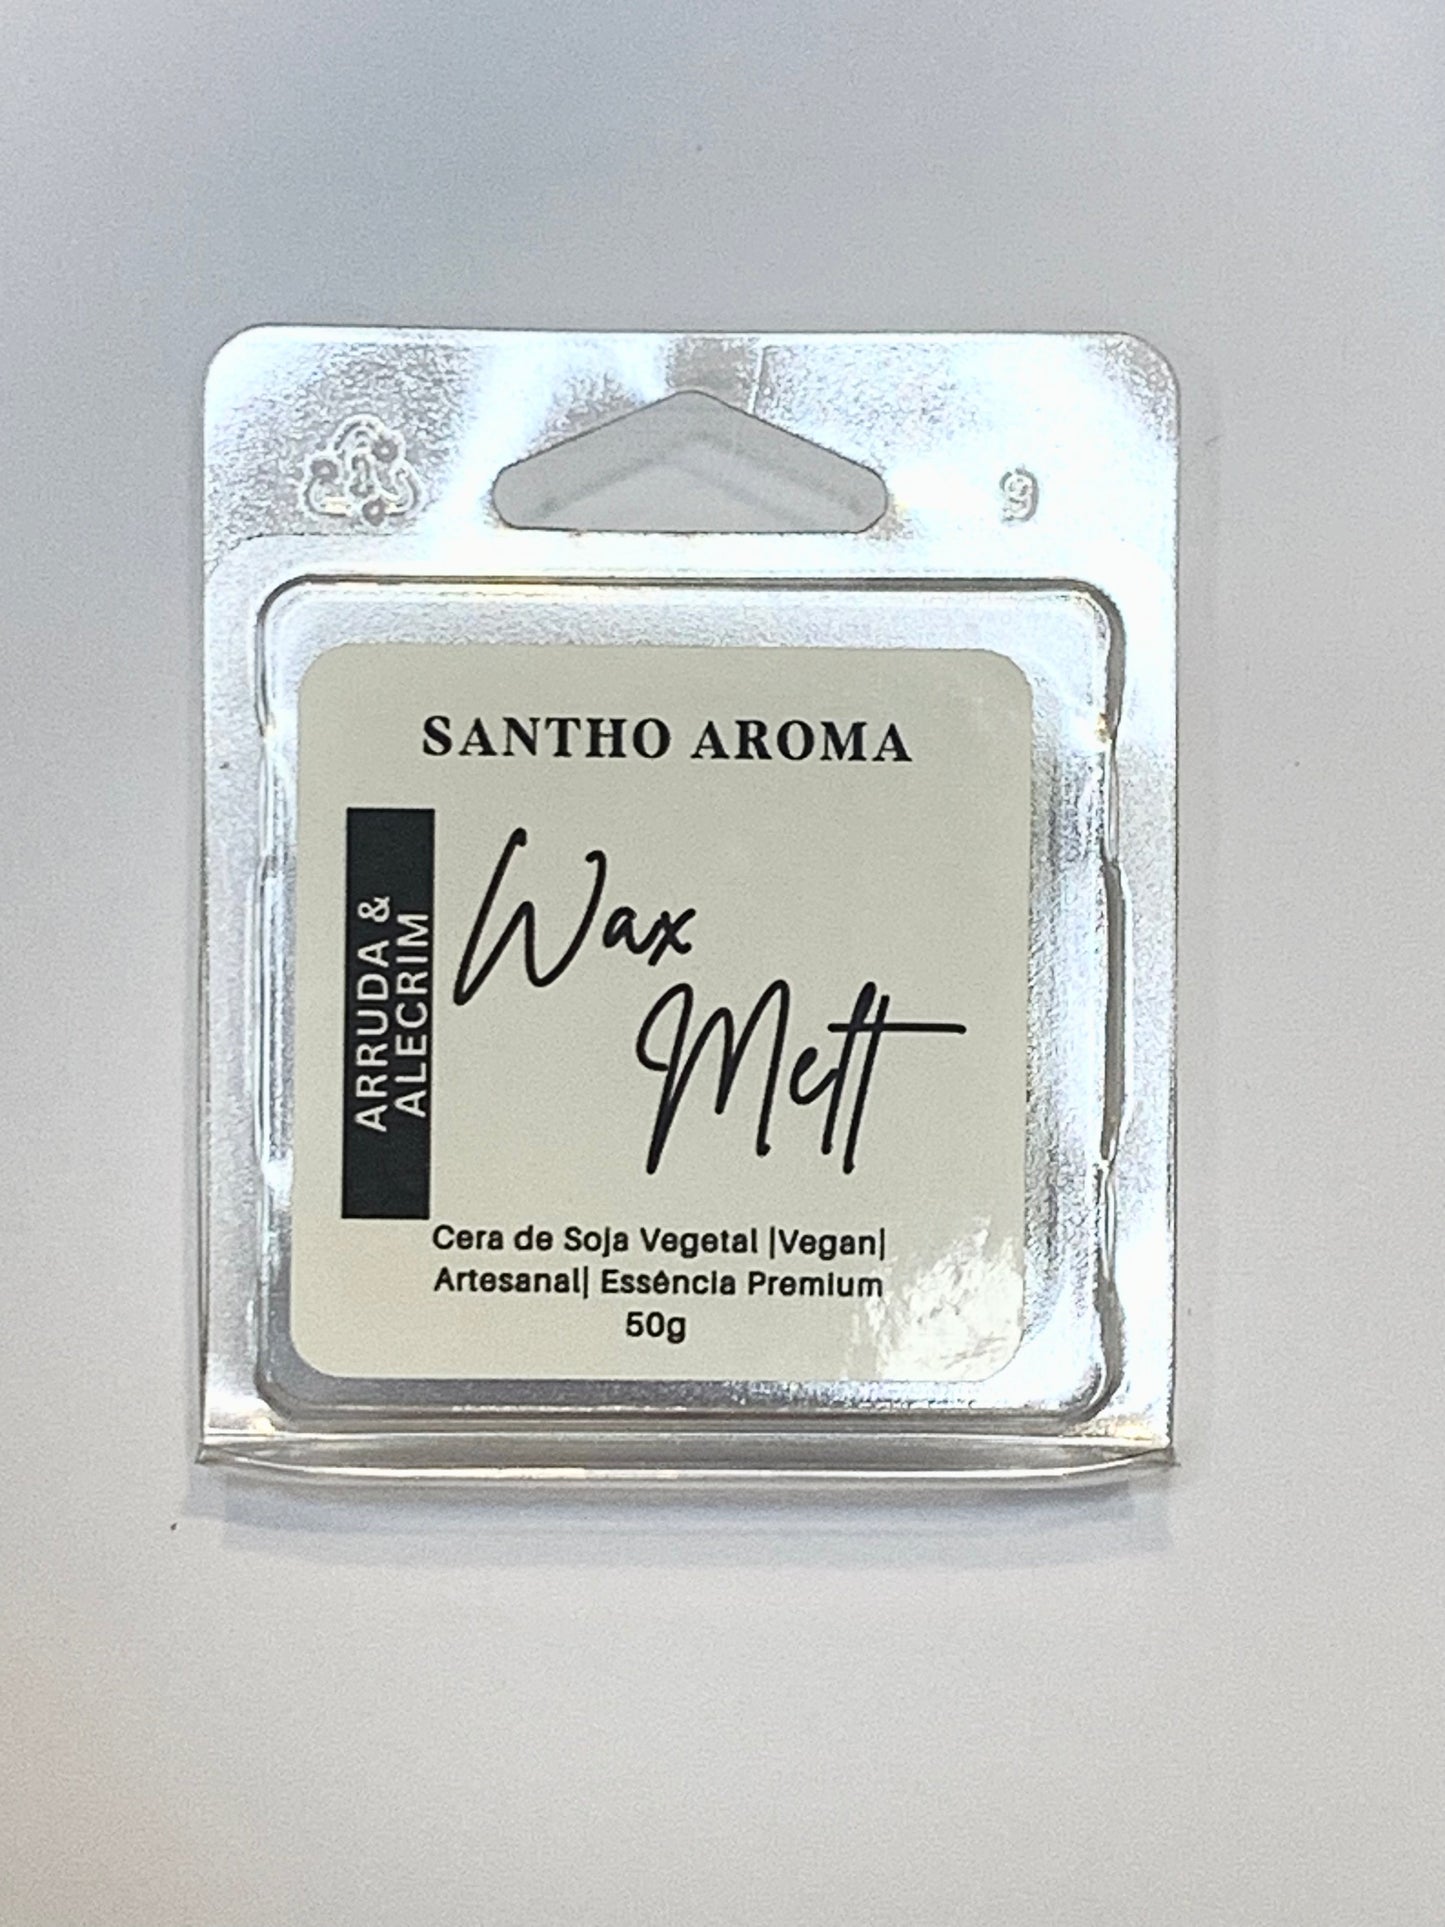 SANTHO AROMA
ARRUDA &
ALECRIM
Wax
Melt
Cera de Soja Vegetal |Vegan|
Artesanal| Essência Premium
50g